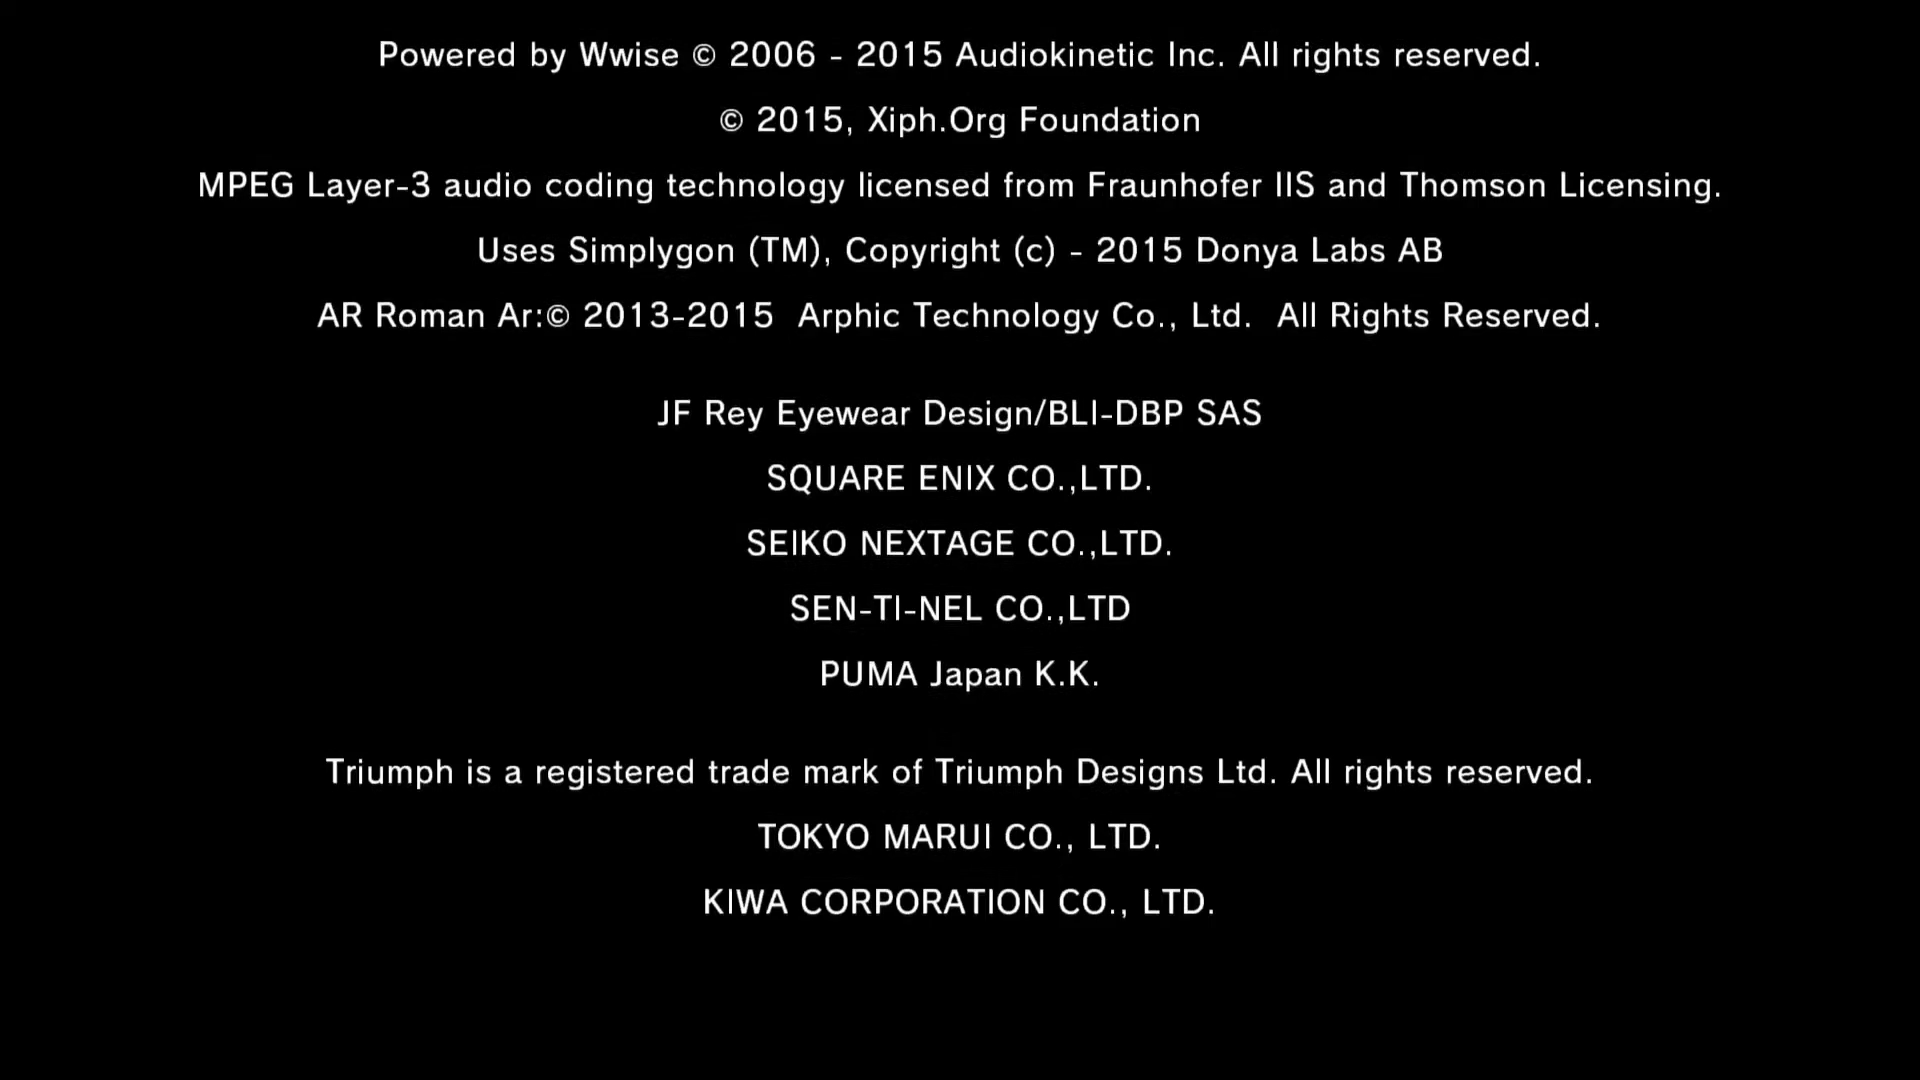 Powered by Wwise © 2006 - 2015 Audiokinetic Inc. All rights reserved.
© 2015, Xiph.Org Foundation
MPEG Layer-3 audio coding technology licensed from Fraunhofer IIS and Thomson Licensing.
Uses Simplygon (TM), Copyright (c) - 2015 Donya Labs AB
AR Roman Ar:© 2013-2015  Arphic Technology Co., Ltd.  All Rights Reserved.
JF Rey Eyewear Design/BLI-DBP SAS
SQUARE ENIX CO.,LTD.
SEIKO NEXTAGE CO.,LTD.
SEN-TI-NEL CO.,LTD
PUMA Japan K.K.
Triumph is a registered trade mark of Triumph Designs Ltd. All rights reserved.
TOKYO MARUI CO., LTD.
KIWA CORPORATION CO., LTD.